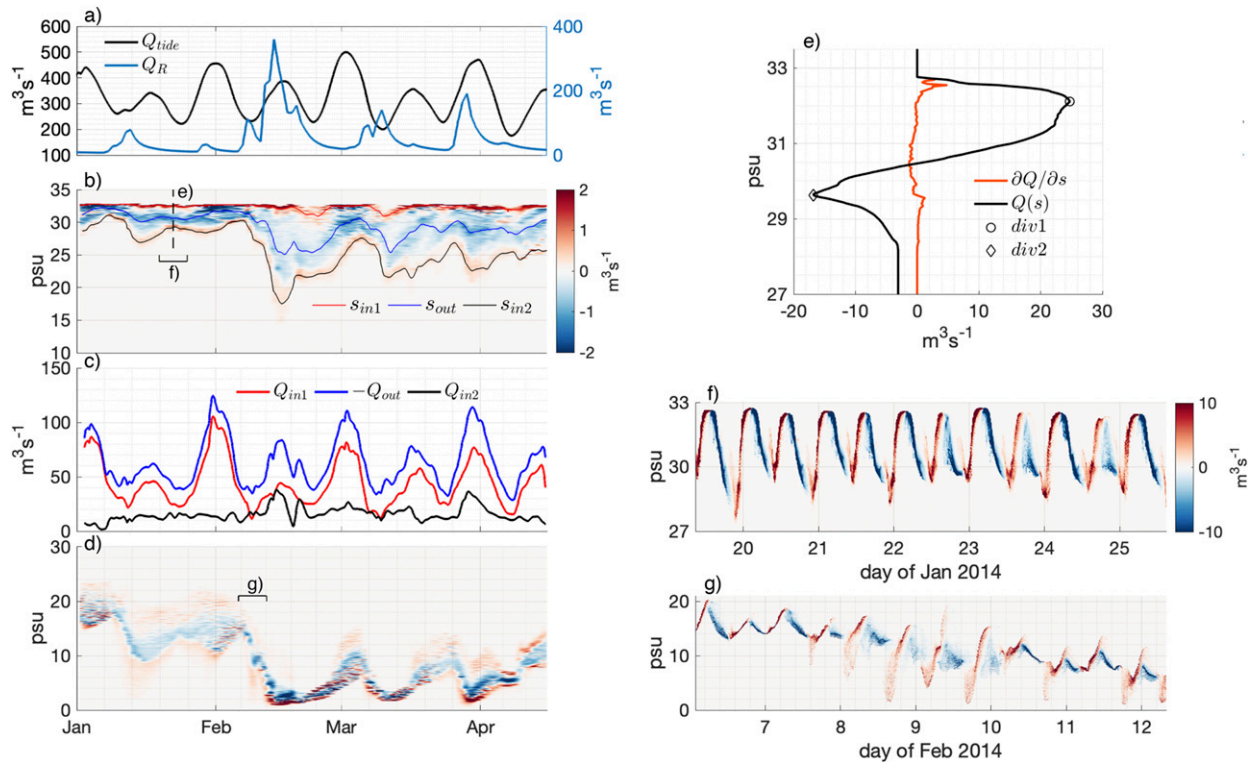 a)
600
500
400
300
200
100
m³s⁻¹
Q_tide
Q_R
400
200
0
m³s⁻¹
b)
35
30
25
20
15
10
psu
e)
f)
s_in1 s_out s_in2
2
1
0
-1
-2
m³s⁻¹
c)
150
100
50
0
m³s⁻¹
Q_in1 −Q_out Q_in2
d)
30
20
10
0
psu
g)
Jan Feb Mar Apr
e)
33
31
29
27
psu
∂Q/∂s
Q(s)
div1
div2
-20 -10 0 10 20 30
m³s⁻¹
f)
33
30
27
psu
10
0
-10
m³s⁻¹
20 21 22 23 24 25
day of Jan 2014
g)
20
10
0
psu
7 8 9 10 11 12
day of Feb 2014